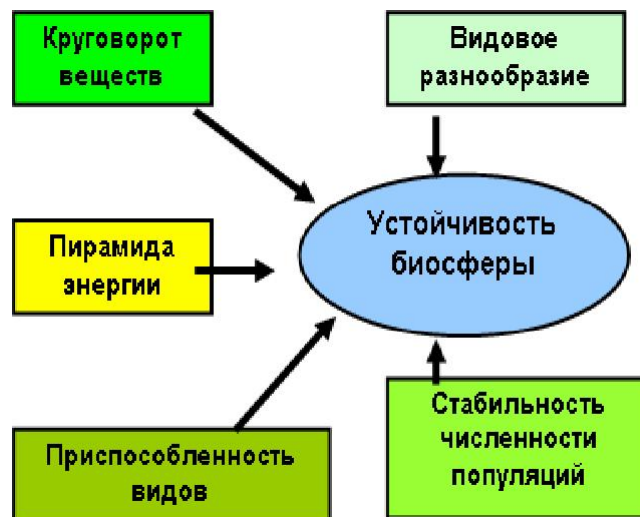 Круговорот
веществ
Видовое
разнообразие
Устойчивость
биосферы
Пирамида
энергии
Стабильность
численности
популяций
Приспособленность
видов